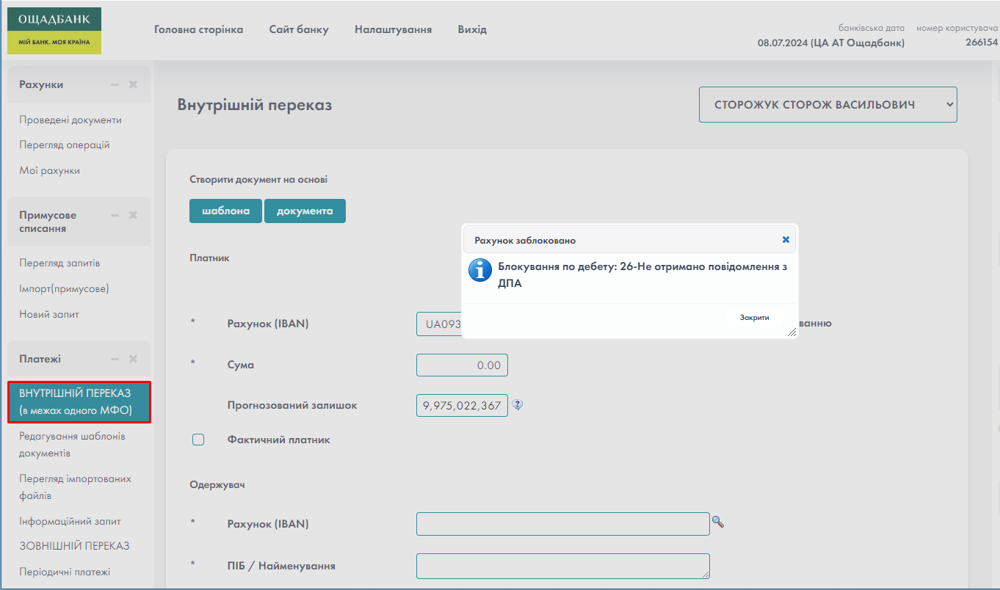 ОЩАДБАНК
МІЙ БАНК. МОЯ КРАЇНА
Головна сторінка Сайт банку Налаштування Вихід
банківська дата номер користувача
08.07.2024 (ЦА АТ Ощадбанк) 266154
Рахунки
Проведені документи
Перегляд операцій
Мої рахунки
Примусове
списання
Перегляд запитів
Імпорт(примусове)
Новий запит
Платежі
ВНУТРІШНІЙ ПЕРЕКАЗ
(в межах одного МФО)
Редагування шаблонів
документів
Перегляд імпортованих
файлів
Інформаційний запит
ЗОВНІШНІЙ ПЕРЕКАЗ
Періодичні платежі
Внутрішній переказ
СТОРОЖУК СТОРОЖ ВАСИЛЬОВИЧ
Створити документ на основі
шаблона документа
Платник
Рахунок заблоковано
Блокування по дебету: 26-Не отримано повідомлення з
ДПА
Закрити
* Рахунок (IBAN) UA093 ванню
* Сума 0.00
Прогнозований залишок 9,975,022,367.
Фактичний платник
Одержувач
* Рахунок (IBAN)
* ПІБ / Найменування